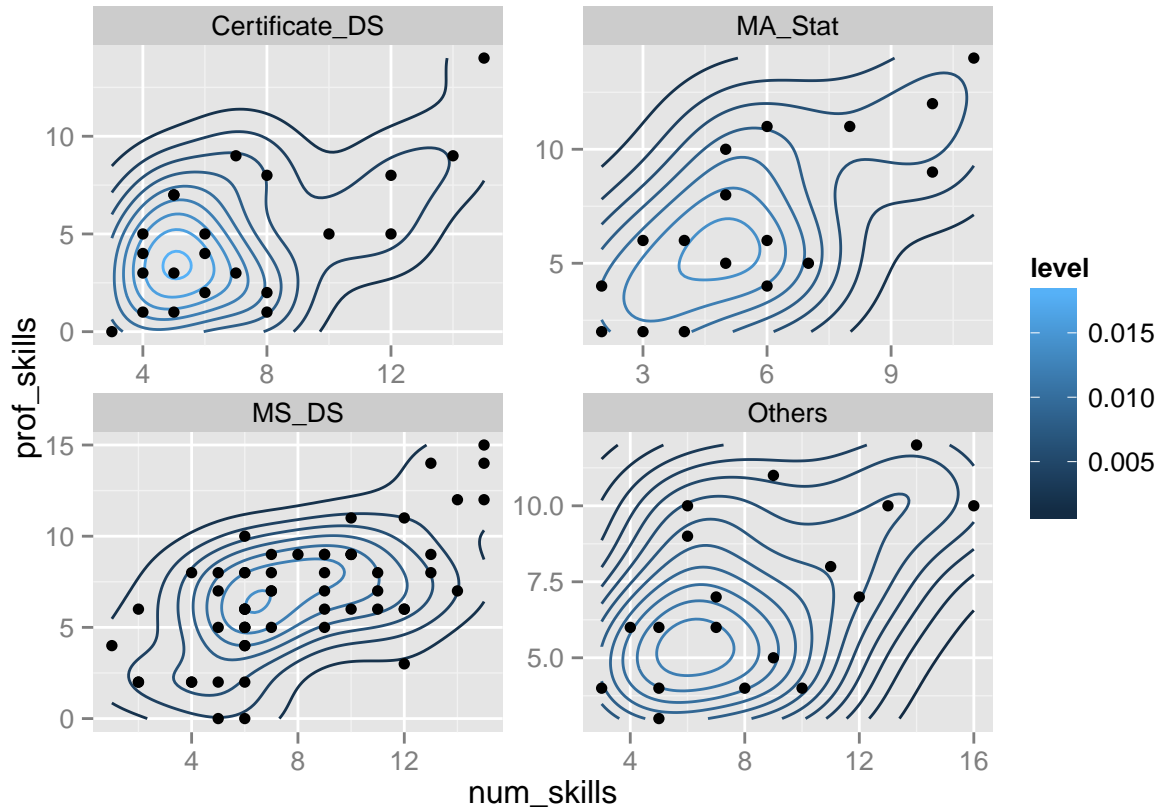 Certificate_DS
MA_Stat
10
5
0
4 8 12
10
5
3 6 9
MS_DS
Others
15
10
5
0
4 8 12
10.0
7.5
5.0
4 8 12 16
num_skills
prof_skills
level
0.015
0.010
0.005